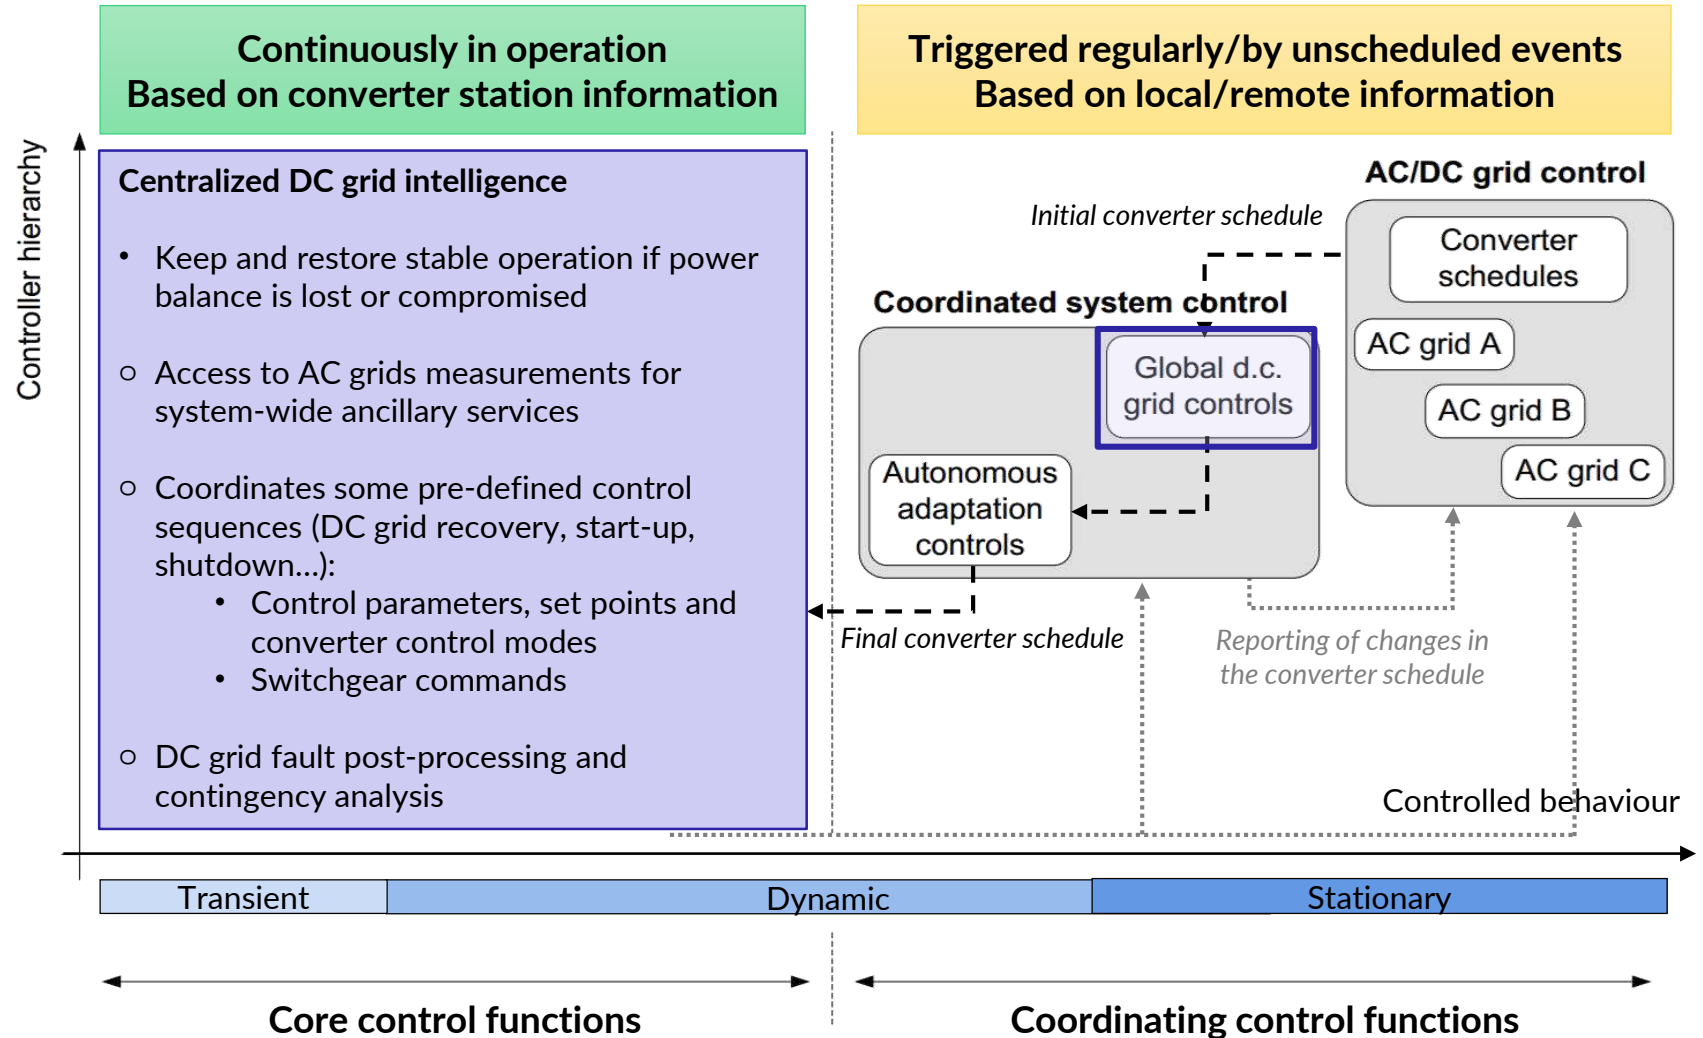 Continuously in operation
Based on converter station information
Triggered regularly/by unscheduled events
Based on local/remote information
Controller hierarchy
Centralized DC grid intelligence
• Keep and restore stable operation if power
balance is lost or compromised
○ Access to AC grids measurements for
system-wide ancillary services
○ Coordinates some pre-defined control
sequences (DC grid recovery, start-up,
shutdown...):
• Control parameters, set points and
converter control modes
• Switchgear commands
○ DC grid fault post-processing and
contingency analysis
AC/DC grid control
Initial converter schedule
Converter
schedules
AC grid A
AC grid B
AC grid C
Coordinated system control
Global d.c.
grid controls
Autonomous
adaptation
controls
Final converter schedule
Reporting of changes in
the converter schedule
Controlled behaviour
Transient
Dynamic
Stationary
Core control functions
Coordinating control functions